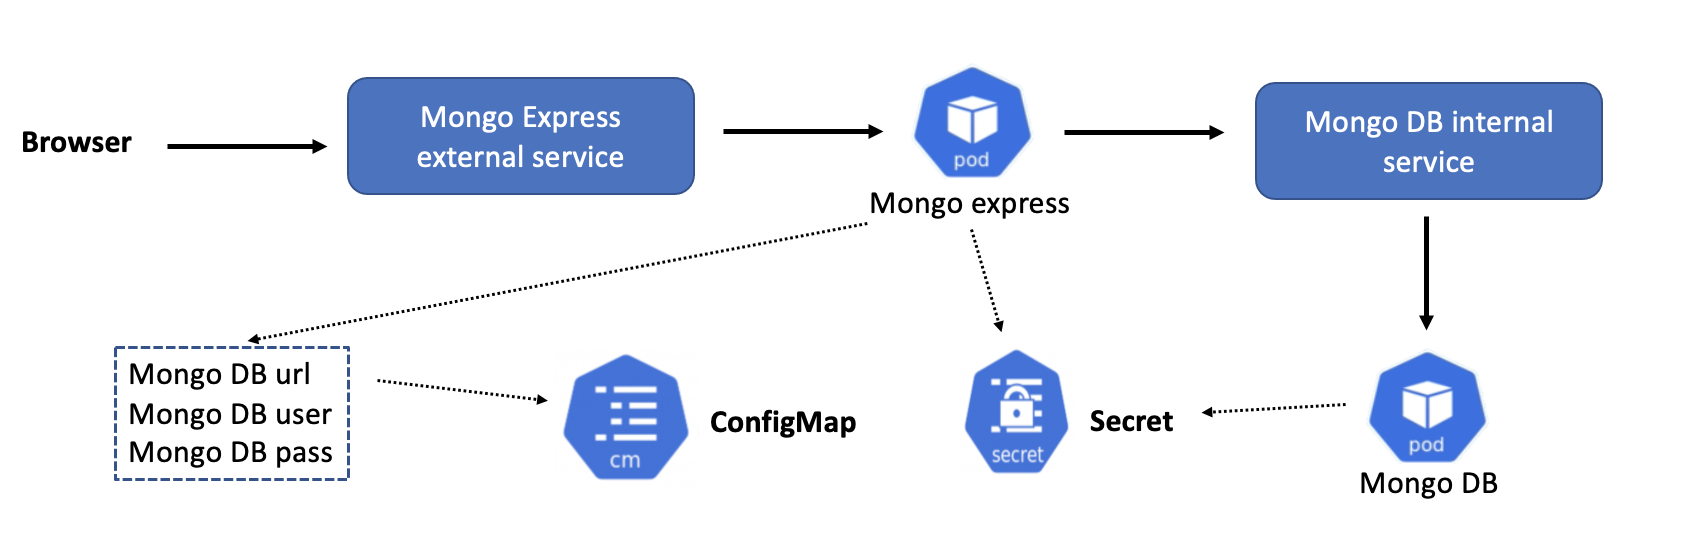 Browser
Mongo Express
external service
pod
Mongo express
Mongo DB internal
service
Mongo DB url
Mongo DB user
Mongo DB pass
cm
ConfigMap
secret
Secret
pod
Mongo DB